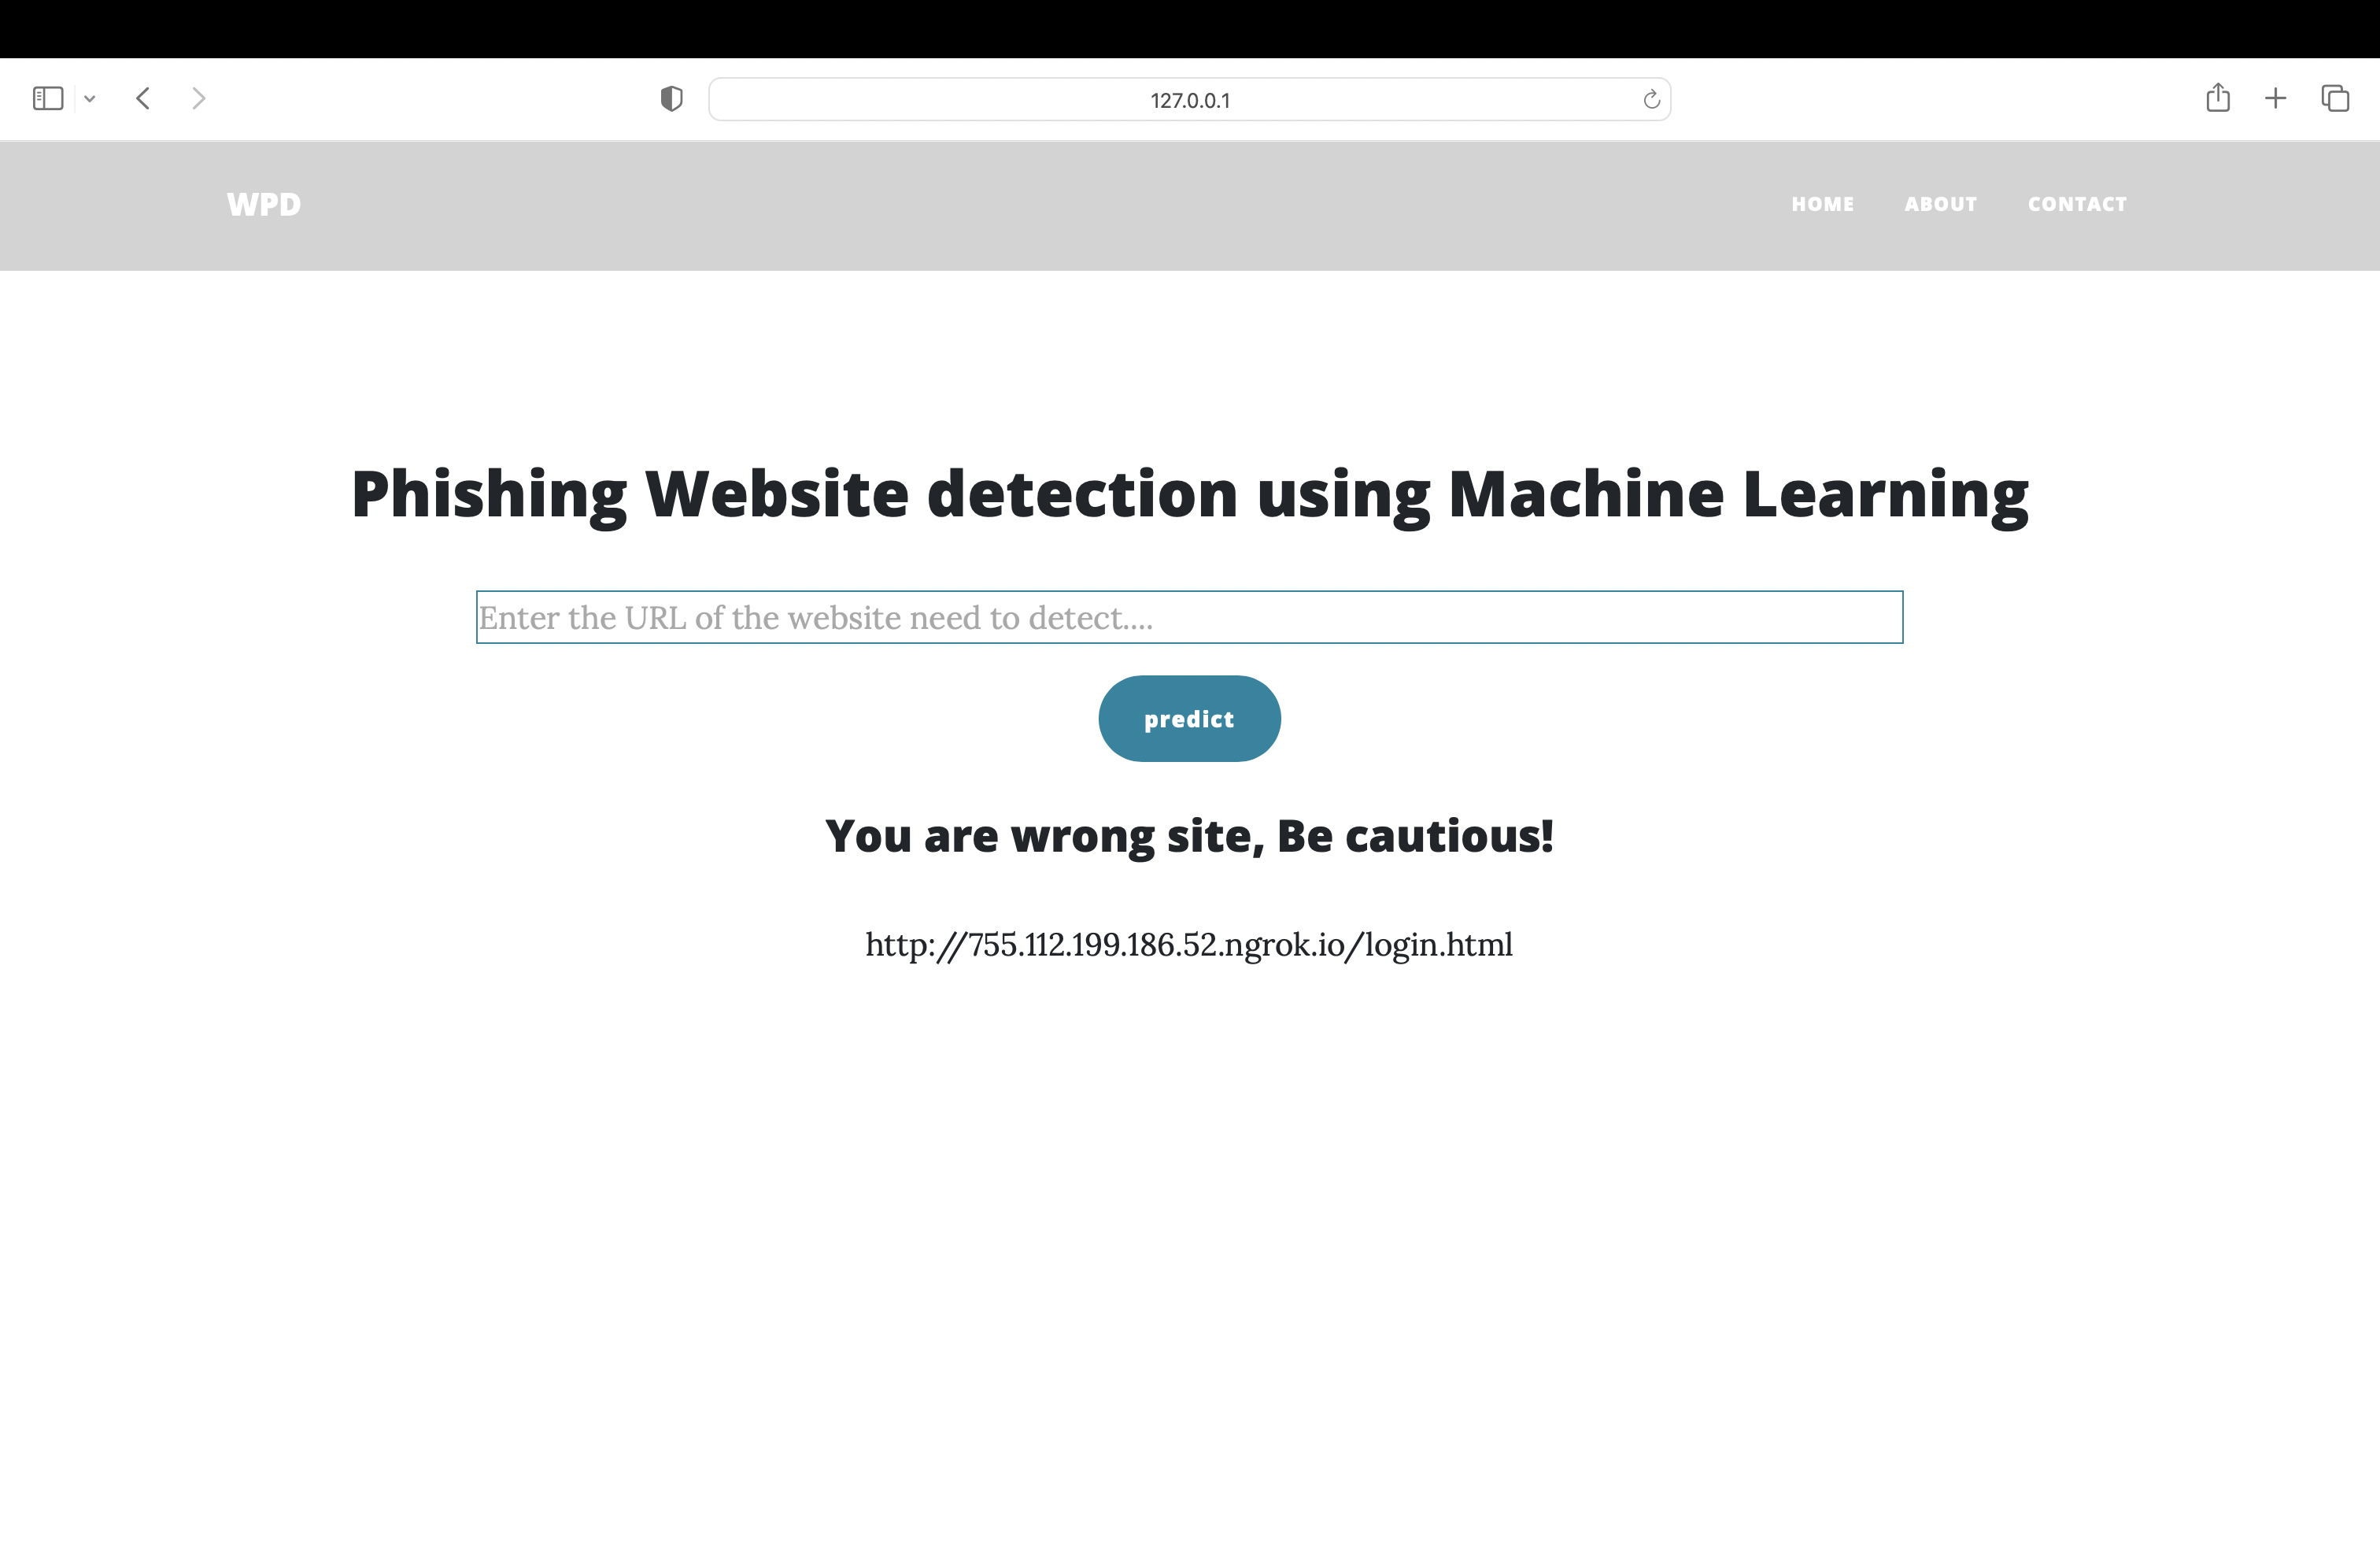 127.0.0.1
WPD HOME ABOUT CONTACT
Phishing Website detection using Machine Learning
Enter the URL of the website need to detect....
predict
You are wrong site, Be cautious!
http://755.112.199.186.52.ngrok.io/login.html